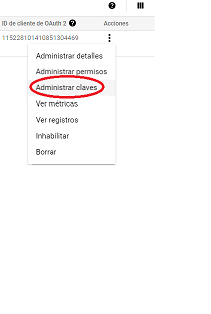 ID de cliente de OAuth 2 Acciones
115228101410851304469
Administrar detalles
Administrar permisos
Administrar claves
Ver métricas
Ver registros
Inhabilitar
Borrar